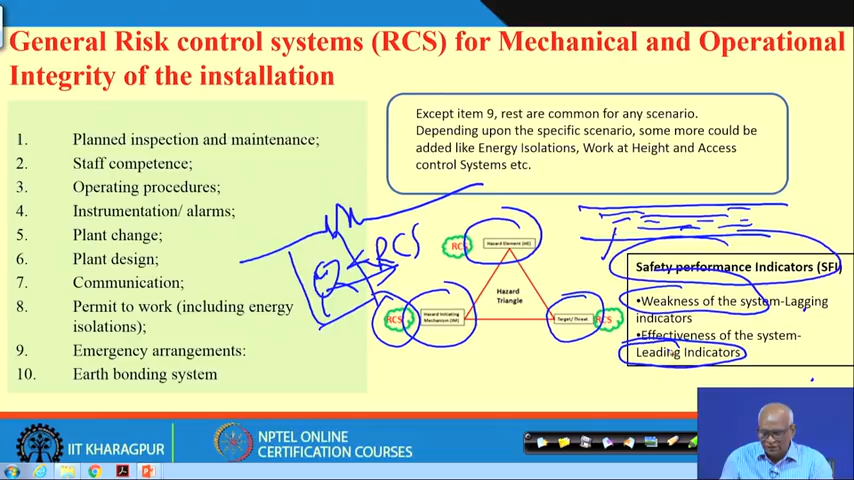 General Risk control systems (RCS) for Mechanical and Operational
Integrity of the installation
1. Planned inspection and maintenance;
2. Staff competence;
3. Operating procedures;
4. Instrumentation/ alarms;
5. Plant change;
6. Plant design;
7. Communication;
8. Permit to work (including energy
isolations);
9. Emergency arrangements:
10. Earth bonding system
Except item 9, rest are common for any scenario.
Depending upon the specific scenario, some more could be
added like Energy Isolations, Work at Height and Access
control Systems etc.
RCS
RCS
Hazard Element (HE)
Hazard
Triangle
RCS
Hazard Initiating
Mechanism (IM)
Target/ Threat
RCS
Safety performance Indicators (SFI)
•Weakness of the system-Lagging
indicators
•Effectiveness of the system-
Leading Indicators
IIT KHARAGPUR
NPTEL ONLINE
CERTIFICATION COURSES